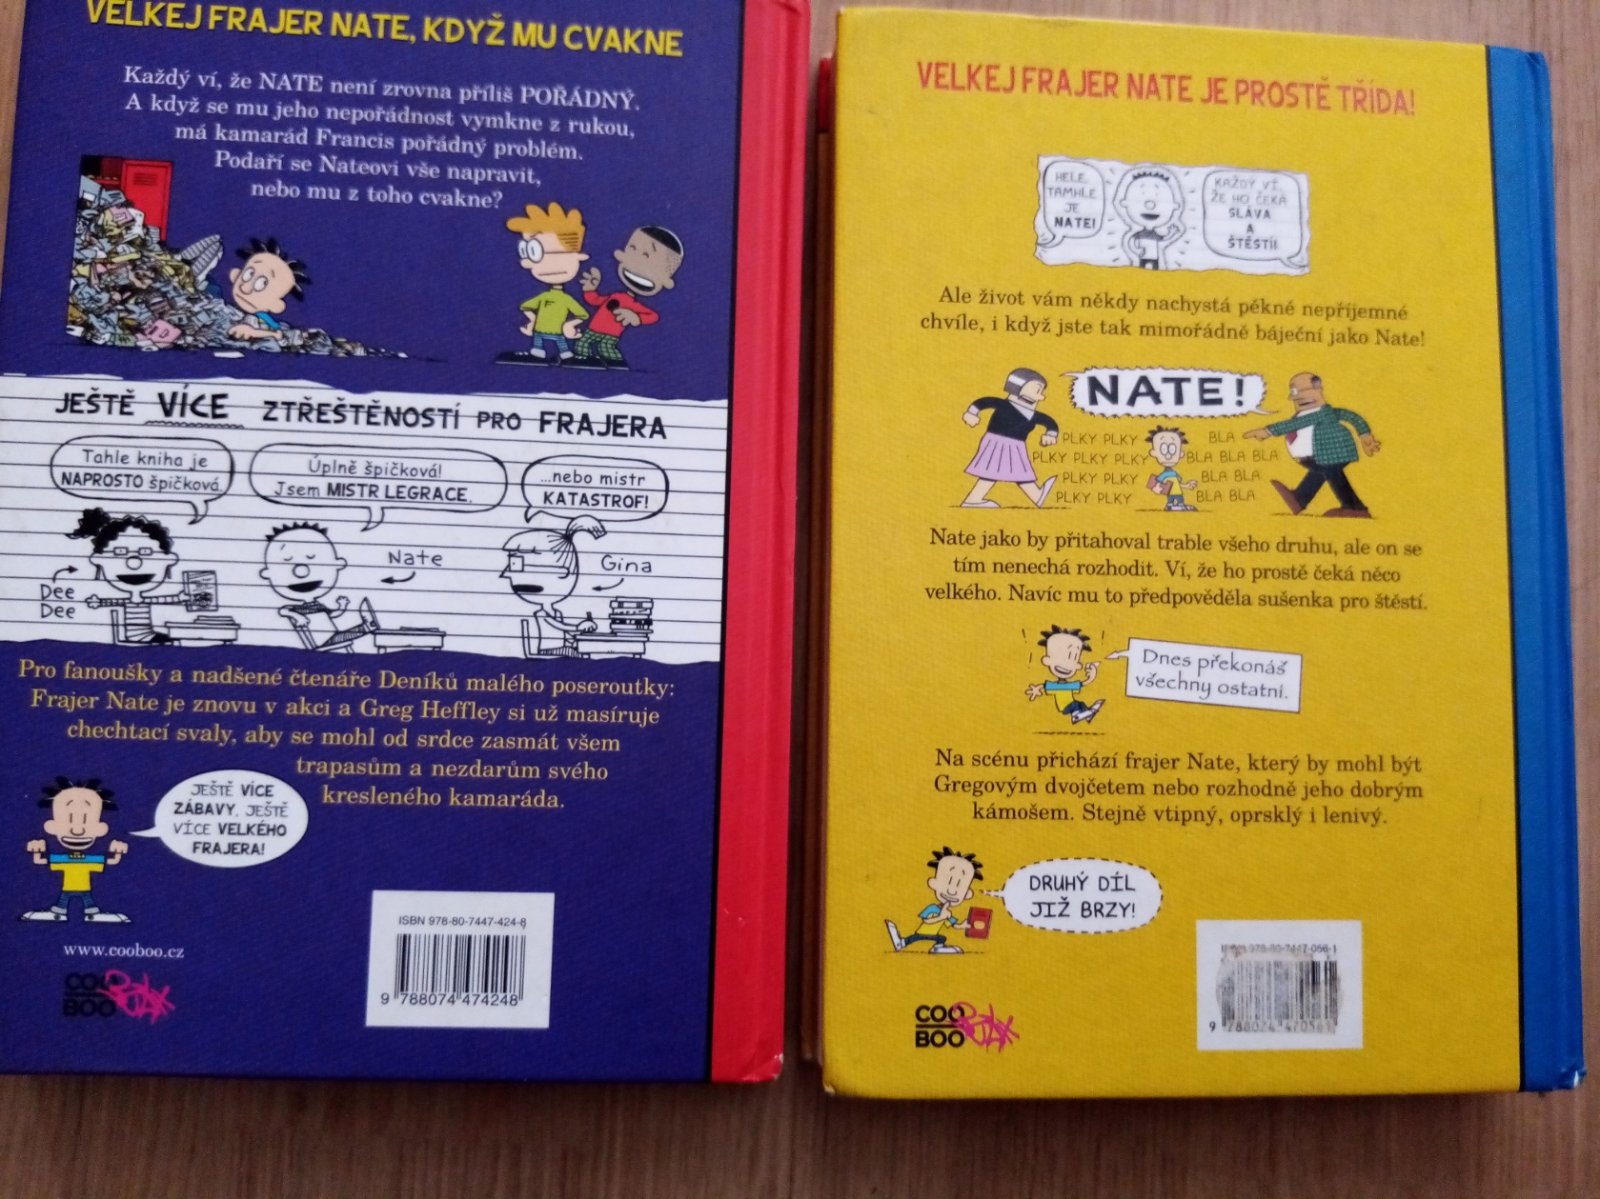 VELKEJ FRAJER NATE, KDYŽ MU CVAKNE
Každý ví, že NATE není zrovna příliš POŘÁDNÝ.
A když se mu jeho nepořádnost vymkne z rukou,
má kamarád Francis pořádný problém.
Podaří se Nateovi vše napravit,
nebo mu z toho cvakne?
JEŠTĚ VÍCE ZTŘEŠTĚNOSTÍ PRO FRAJERA
Tahle kniha je
NAPROSTO špičková.
Úplně špičková!
Jsem MISTR LEGRACE.
...nebo mistr
KATASTROF!
Dee
Dee
Nate
Gina
Pro fanoušky a nadšené čtenáře Deníků malého poseroutky:
Frajer Nate je znovu v akci a Greg Heffley si už masíruje
chechtací svaly, aby se mohl od srdce zasmát všem
trapasům a nezdarům svého
kresleného kamaráda.
JEŠTĚ VÍCE
ZÁBAVY, JEŠTĚ
VÍCE VELKÉHO
FRAJERA!
www.cooboo.cz
COO
BOO
ISBN 978-80-7447-424-8
9 788074 474248
VELKEJ FRAJER NATE JE PROSTĚ TŘÍDA!
HELE,
TAMHLE
JE
NATE!
KAŽDÝ VÍ,
ŽE HO ČEKÁ
SLÁVA
A
ŠTĚSTÍ!
Ale život vám někdy nachystá pěkně nepříjemné
chvíle, i když jste tak mimořádně báječní jako Nate!
NATE!
PLKY PLKY
PLKY PLKY PLKY
PLKY PLKY
PLKY PLKY
BLA
BLA BLA BLA
BLA BLA
BLA BLA
Nate jako by přitahoval trable všeho druhu, ale on se
tím nenechá rozhodit. Ví, že ho prostě čeká něco
velkého. Navíc mu to předpověděla sušenka pro štěstí.
Dnes překonáš
všechny ostatní.
Na scénu přichází frajer Nate, který by mohl být
Gregovým dvojčetem nebo rozhodně jeho dobrým
kámošem. Stejně vtipný, oprsklý i lenivý.
DRUHÝ DÍL
JIŽ BRZY!
COO
BOO
ISBN 978-80-7447-056-1
9 788074 470561